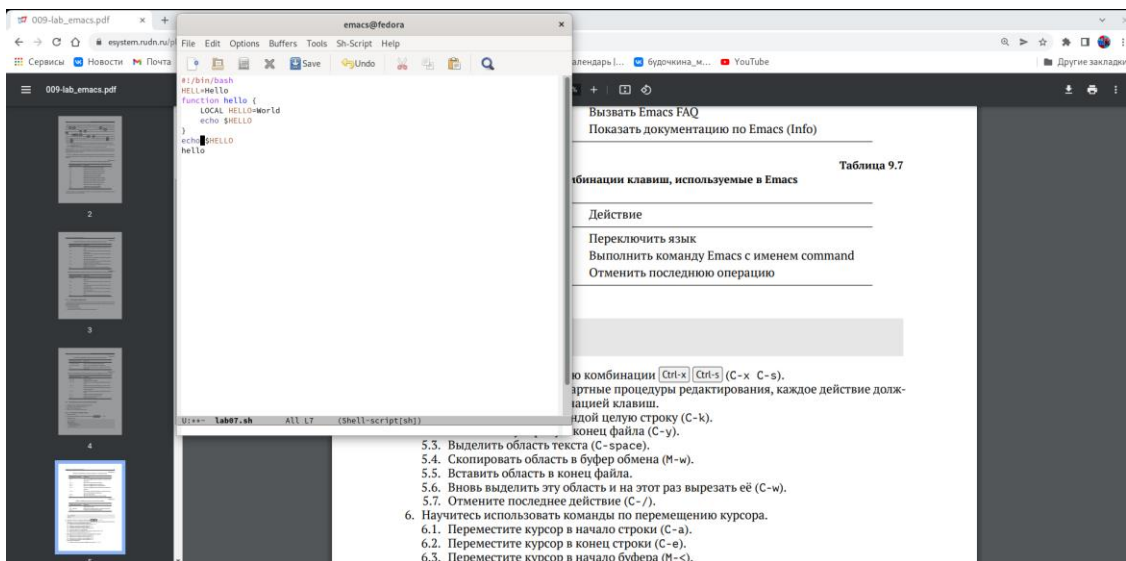 009-lab_emacs.pdf
esystem.rudn.ru/pl
Сервисы Новости Почта
алендарь |... будочкина_м... YouTube
Другие закладки
009-lab_emacs.pdf
2
3
4
emacs@fedora
File Edit Options Buffers Tools Sh-Script Help
Save Undo
#!/bin/bash
HELL=Hello
function hello {
LOCAL HELLO=World
echo $HELLO
}
echo $HELLO
hello
U:**- lab07.sh All L7 (Shell-script[sh])
Вызвать Emacs FAQ
Показать документацию по Emacs (Info)
Таблица 9.7
бинации клавиш, используемые в Emacs
Действие
Переключить язык
Выполнить команду Emacs с именем command
Отменить последнюю операцию
ю комбинации Ctrl-x Ctrl-s (C-x C-s).
артные процедуры редактирования, каждое действие долж-
нацией клавиш.
ндой целую строку (C-k).
конец файла (C-y).
5.3. Выделить область текста (C-space).
5.4. Скопировать область в буфер обмена (M-w).
5.5. Вставить область в конец файла.
5.6. Вновь выделить эту область и на этот раз вырезать её (C-w).
5.7. Отмените последнее действие (C-/).
6. Научитесь использовать команды по перемещению курсора.
6.1. Переместите курсор в начало строки (C-a).
6.2. Переместите курсор в конец строки (C-e).
6.3. Переместите курсор в начало буфера (M-<).